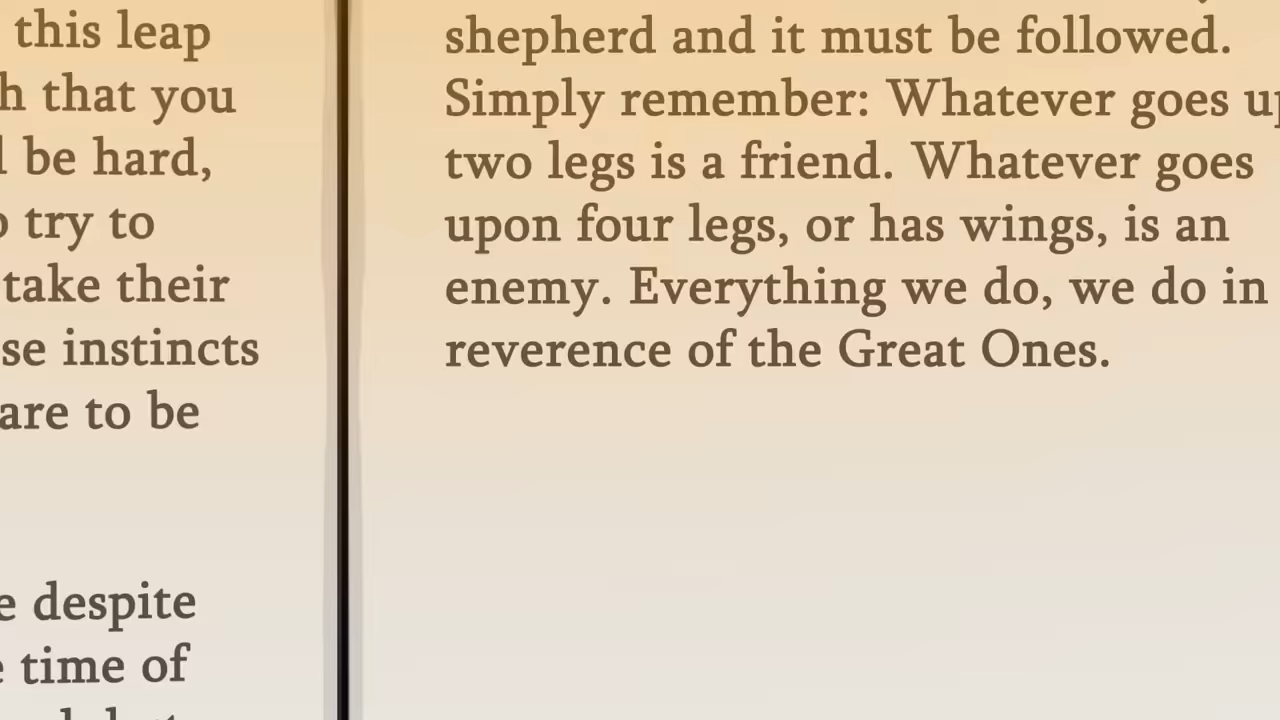 this leap
that you
be hard,
try to
take their
instincts
are to be
despite
time of
shepherd and it must be followed.
Simply remember: Whatever goes
two legs is a friend. Whatever goes
upon four legs, or has wings, is an
enemy. Everything we do, we do in
reverence of the Great Ones.